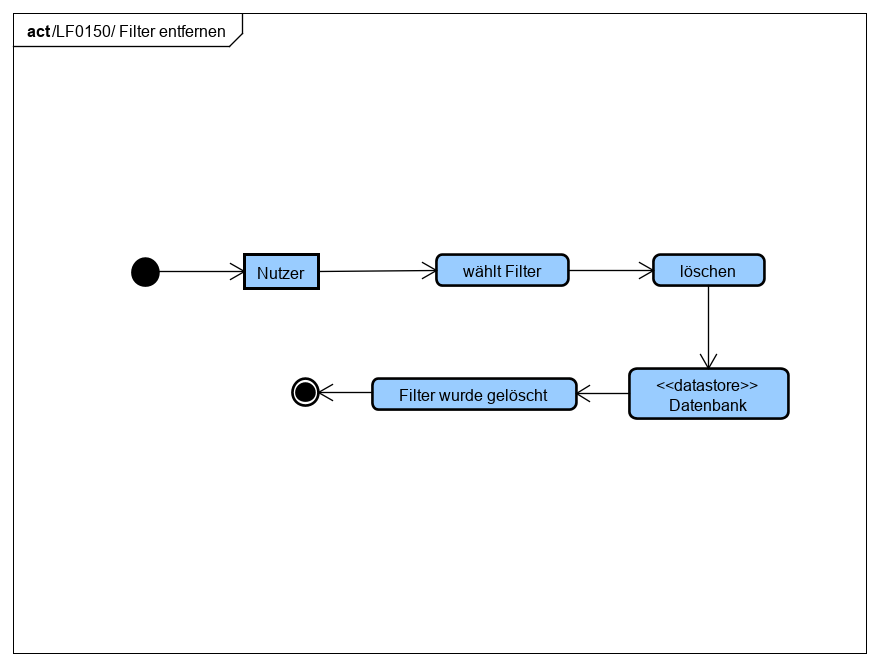 act/LF0150/ Filter entfernen
Nutzer
wählt Filter
löschen
Filter wurde gelöscht
<<datastore>>
Datenbank